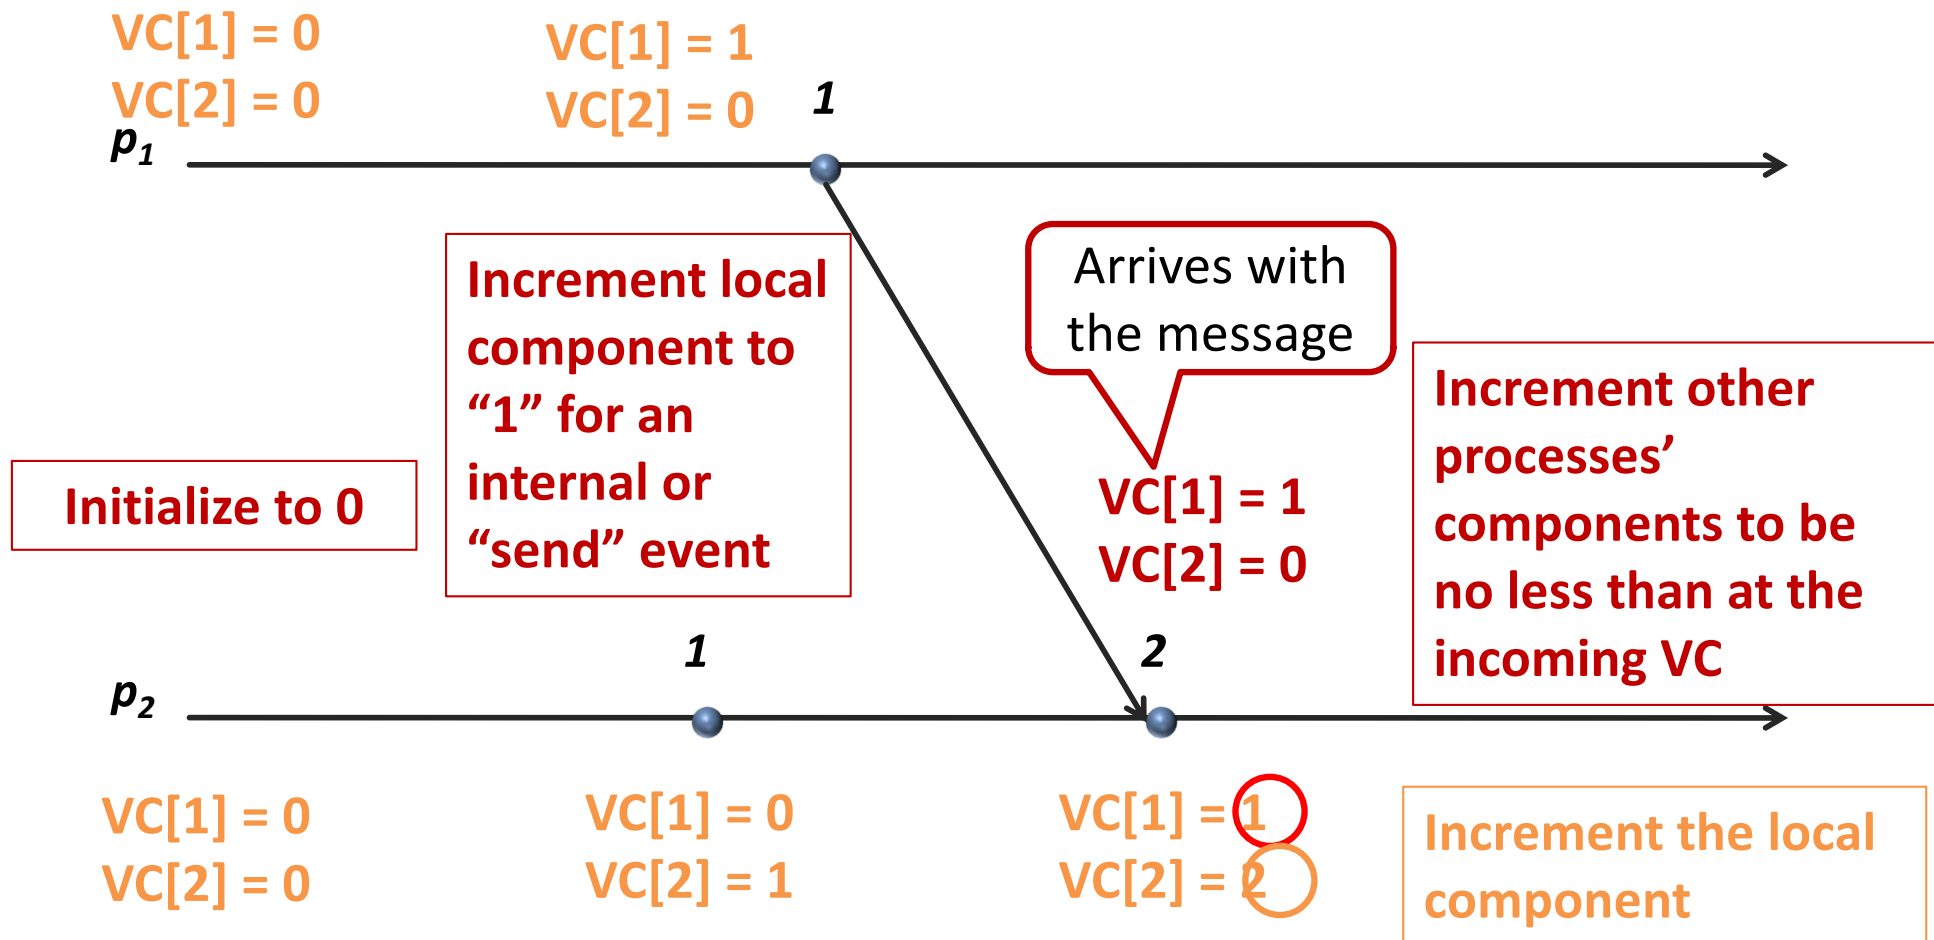 VC[1] = 0
VC[2] = 0
VC[1] = 1
VC[2] = 0
1
p1
Increment local
component to
“1” for an
internal or
“send” event
Arrives with
the message
Increment other
processes’
components to be
no less than at the
incoming VC
Initialize to 0
VC[1] = 1
VC[2] = 0
1
2
p2
VC[1] = 0
VC[2] = 0
VC[1] = 0
VC[2] = 1
VC[1] = 1
VC[2] = 2
Increment the local
component